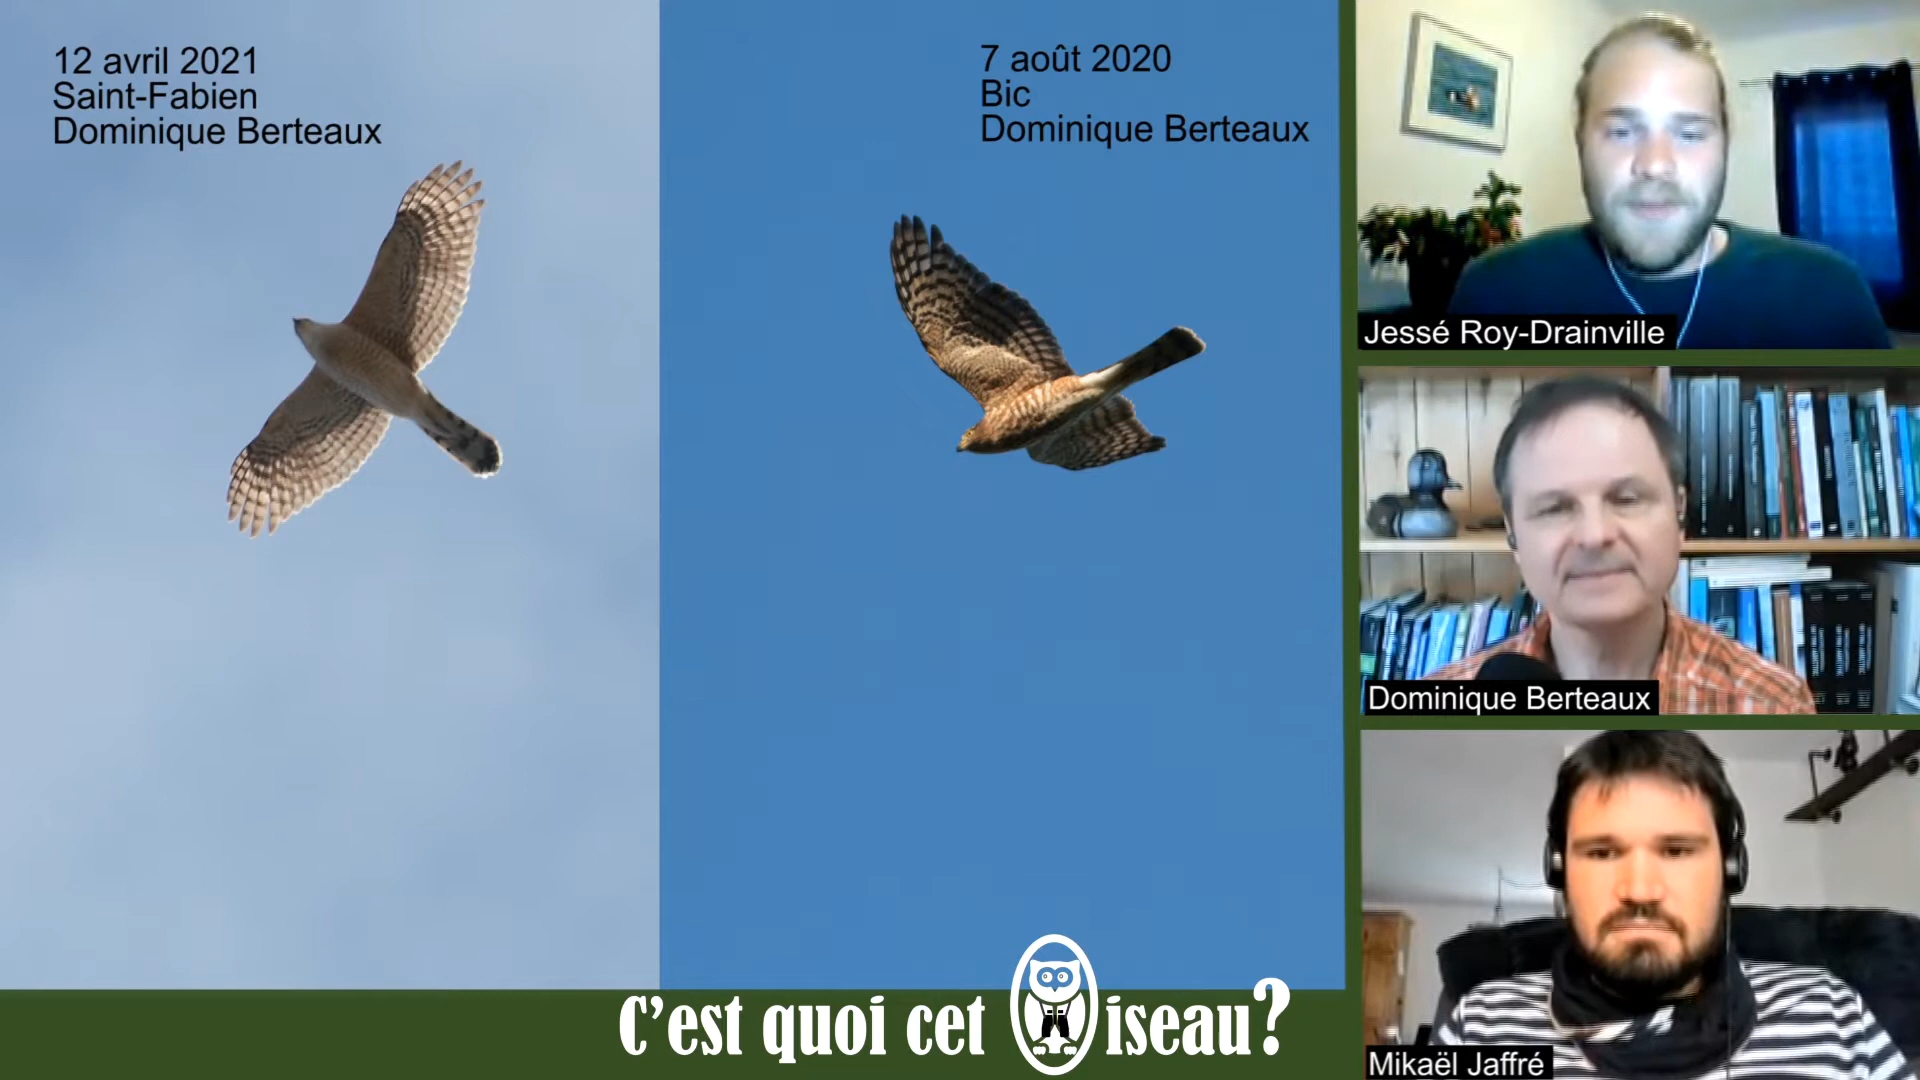 12 avril 2021
Saint-Fabien
Dominique Berteaux
7 août 2020
Bic
Dominique Berteaux
Jessé Roy-Drainville
Dominique Berteaux
Mikaël Jaffré
C'est quoi cet Oiseau?